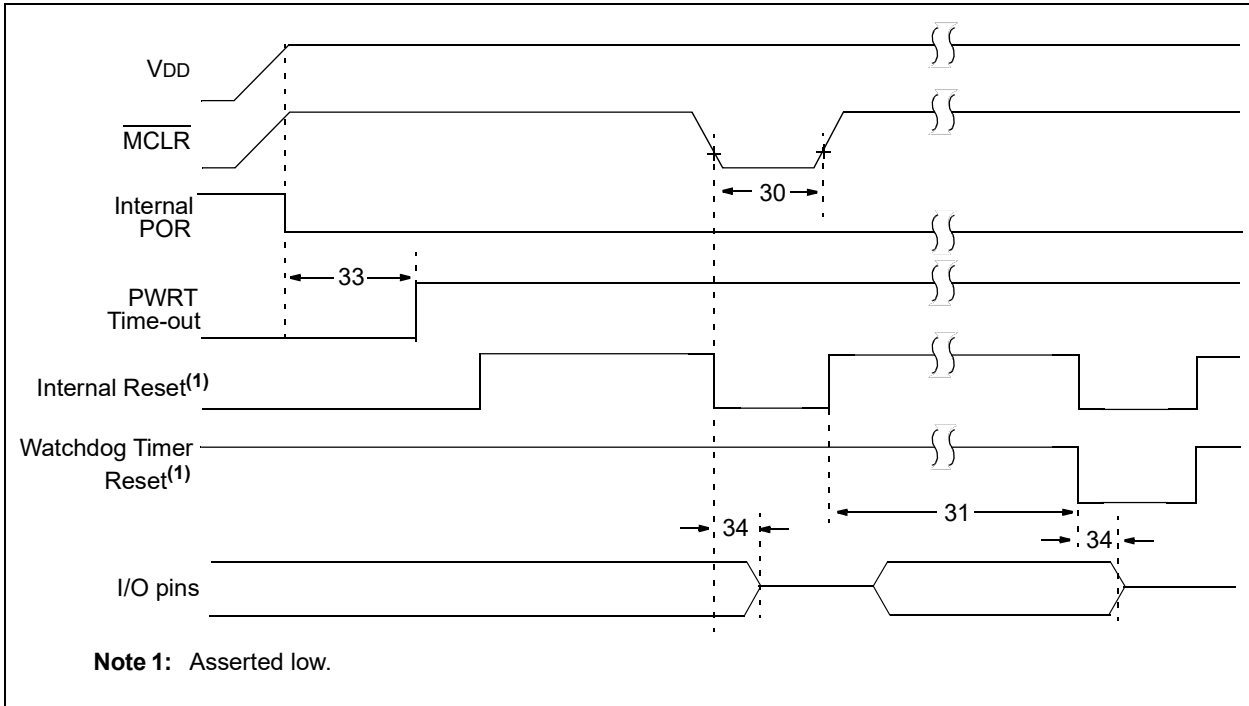 VDD
MCLR
30
Internal
POR
33
PWRT
Time-out
Internal Reset(1)
Watchdog Timer
Reset(1)
31
34
34
I/O pins
Note 1: Asserted low.